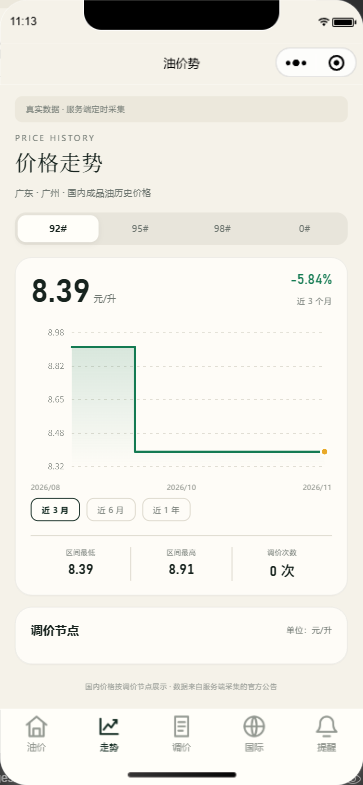 11:13
油价势
真实数据 · 服务端定时采集
PRICE HISTORY
价格走势
广东 · 广州 · 国内成品油历史价格
92# 95# 98# 0#
8.39 元/升 -5.84%
近 3 个月
8.98
8.82
8.65
8.48
8.32
2026/08 2026/10 2026/11
近 3 月 近 6 月 近 1 年
区间最低 区间最高 调价次数
8.39 8.91 0 次
调价节点 单位：元/升
国内价格按调价节点展示 · 数据来自服务端采集的官方公告
油价 走势 调价 国际 提醒